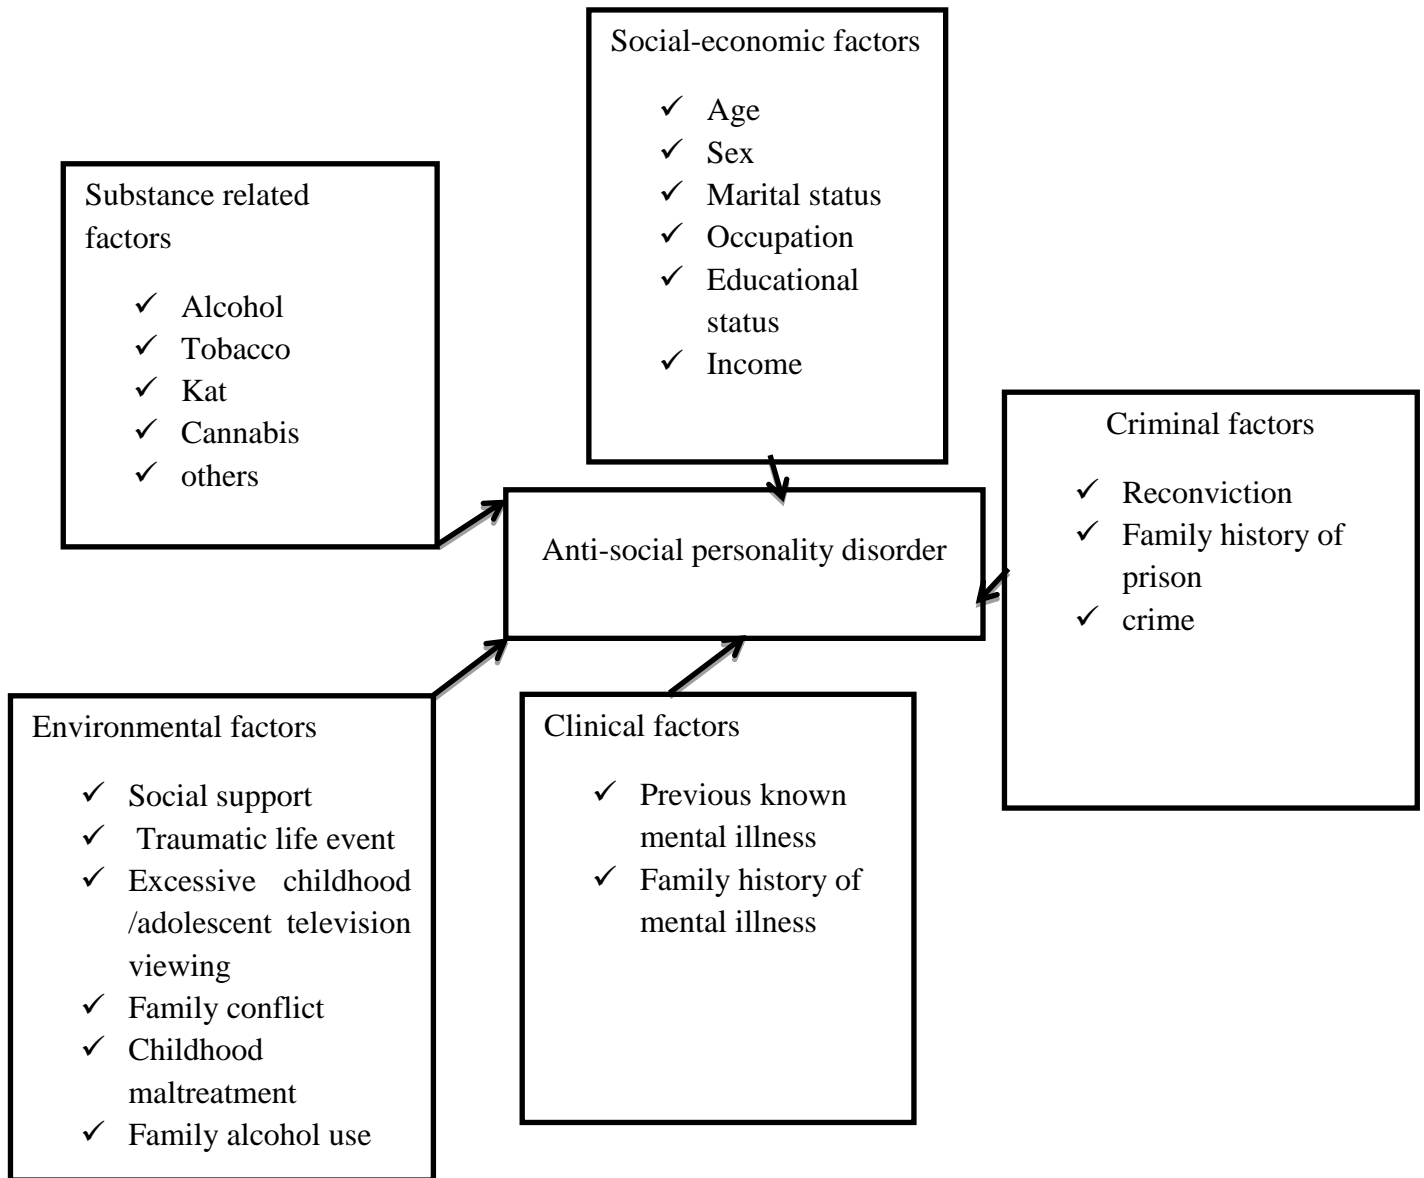 Social-economic factors
✓ Age
✓ Sex
✓ Marital status
✓ Occupation
✓ Educational
status
✓ Income
Substance related
factors
✓ Alcohol
✓ Tobacco
✓ Kat
✓ Cannabis
✓ others
Criminal factors
✓ Reconviction
✓ Family history of
prison
✓ crime
Anti-social personality disorder
Environmental factors
✓ Social support
✓ Traumatic life event
✓ Excessive childhood
/adolescent television
viewing
✓ Family conflict
✓ Childhood
maltreatment
✓ Family alcohol use
Clinical factors
✓ Previous known
mental illness
✓ Family history of
mental illness